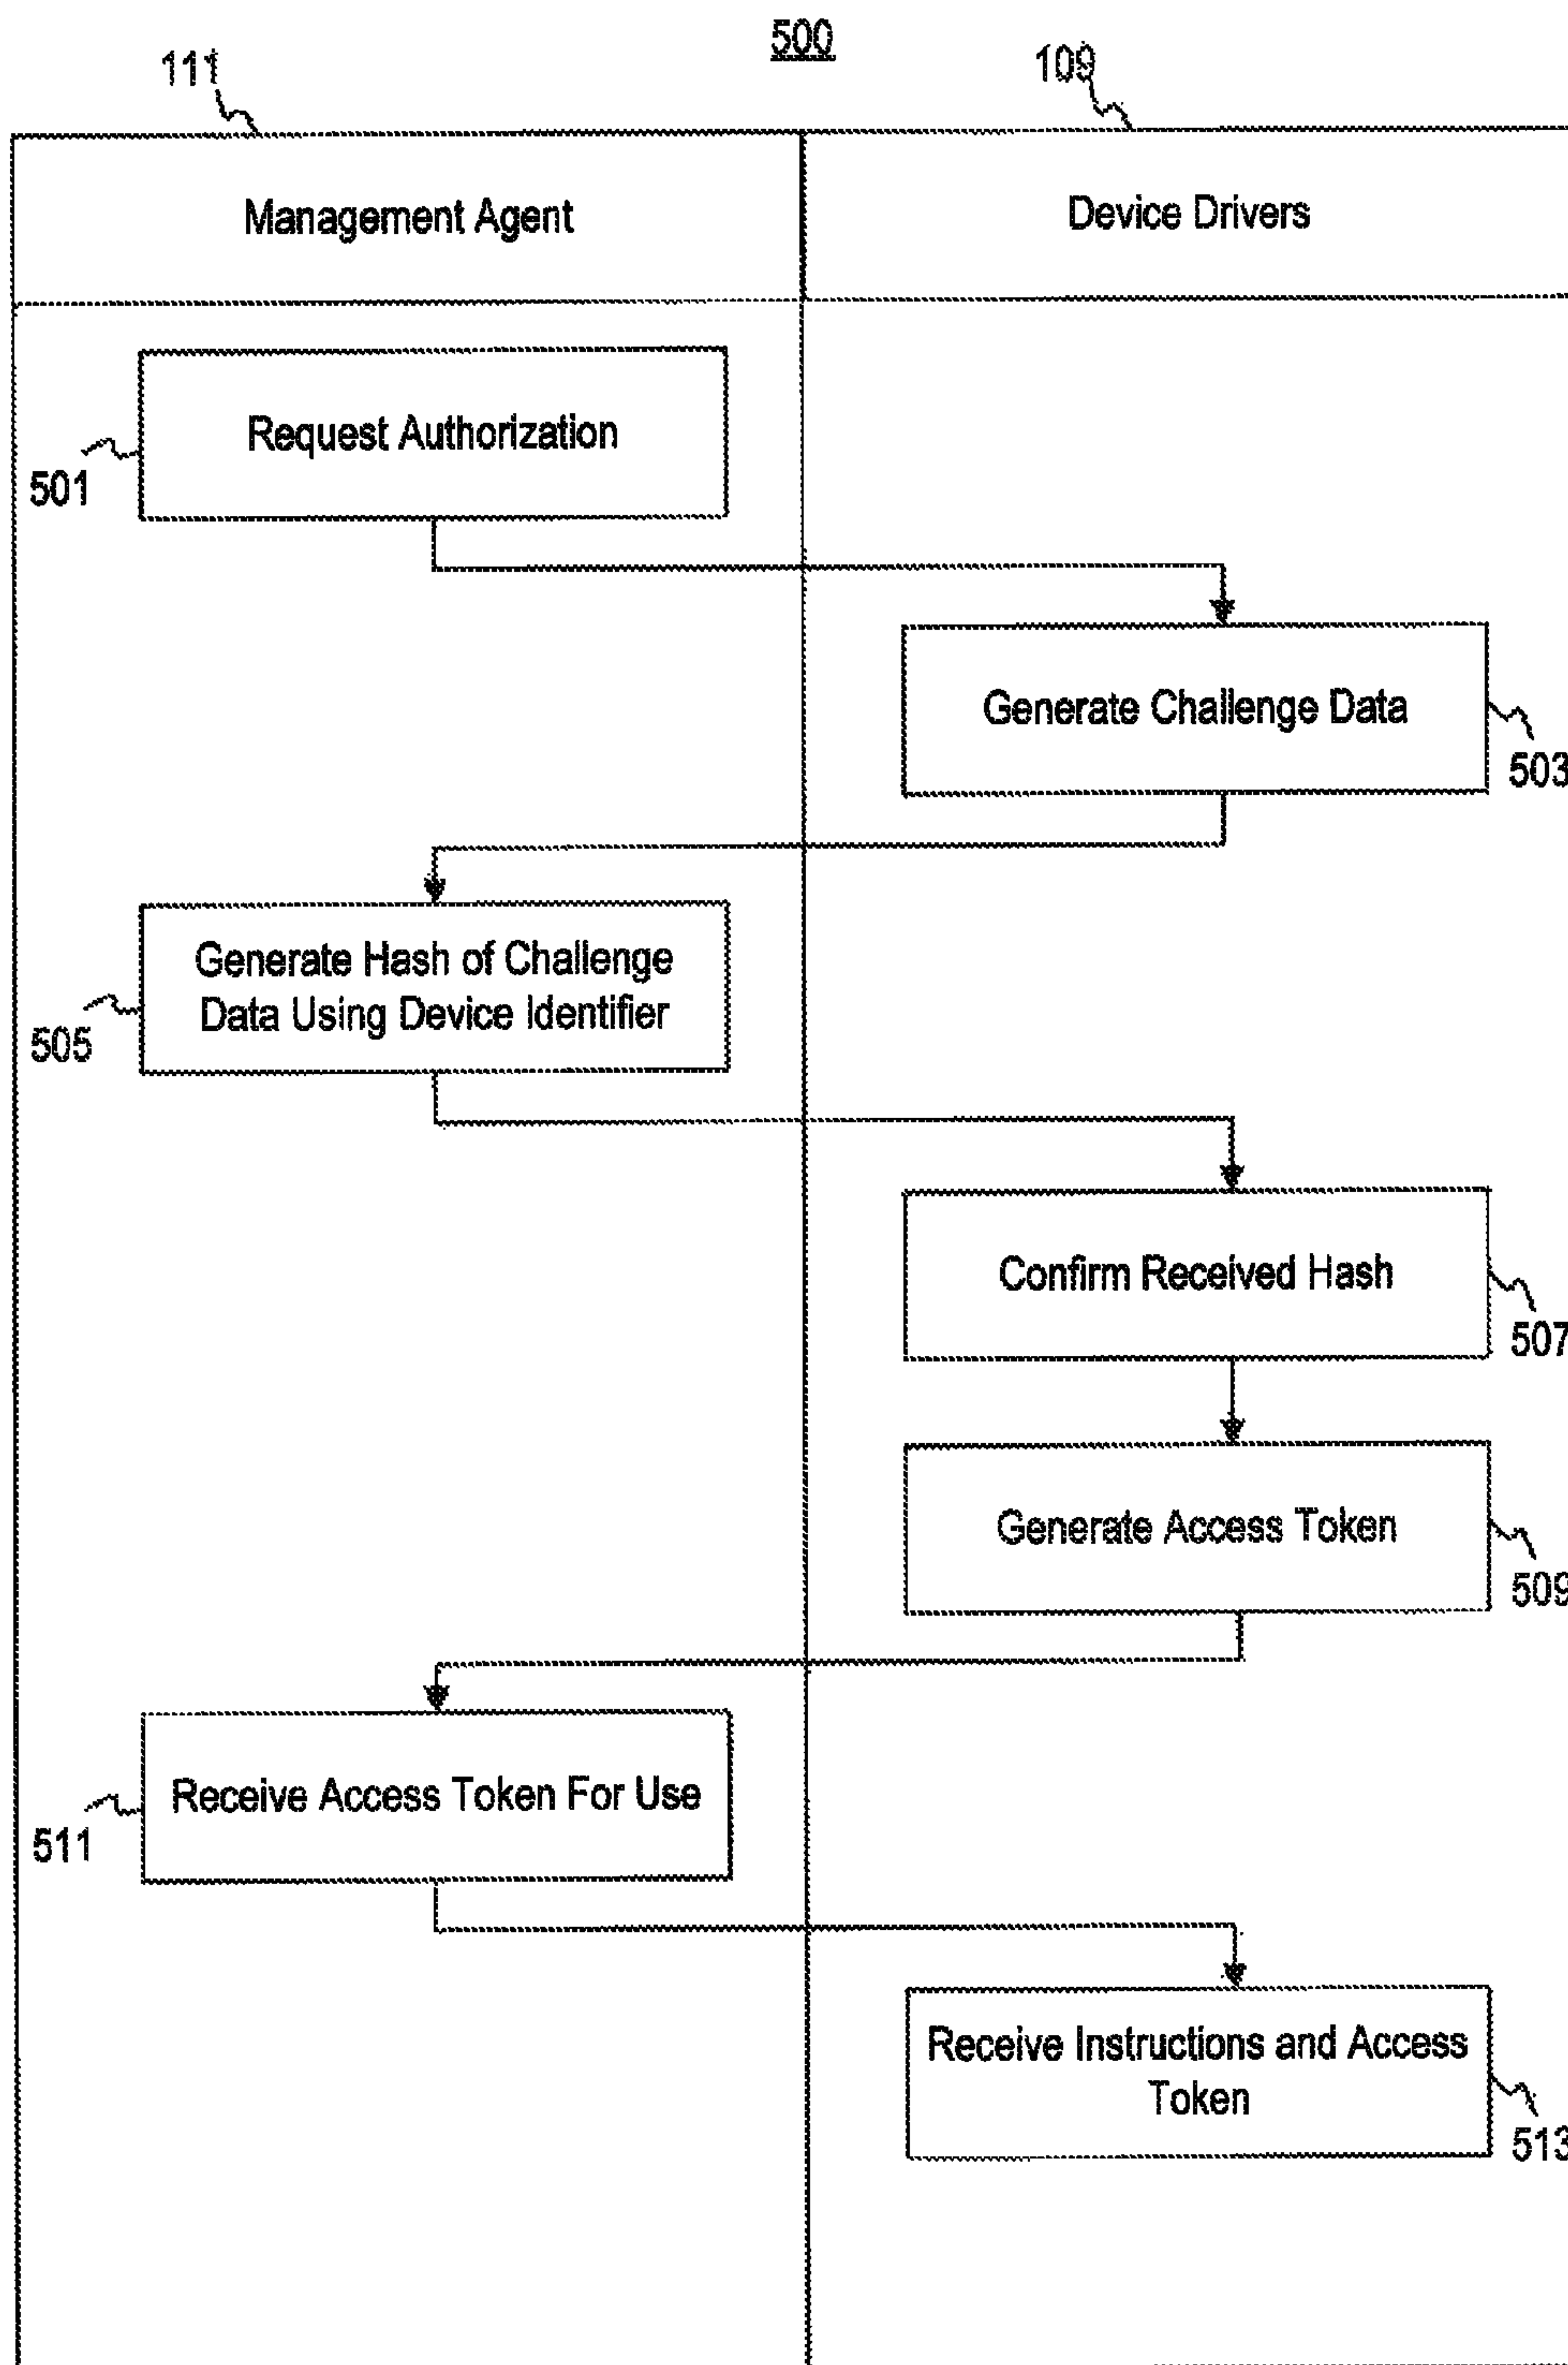 500
111
109
Management Agent
Device Drivers
Request Authorization
501
Generate Challenge Data
503
Generate Hash of Challenge
Data Using Device Identifier
505
Confirm Received Hash
507
Generate Access Token
509
Receive Access Token For Use
511
Receive Instructions and Access
Token
513